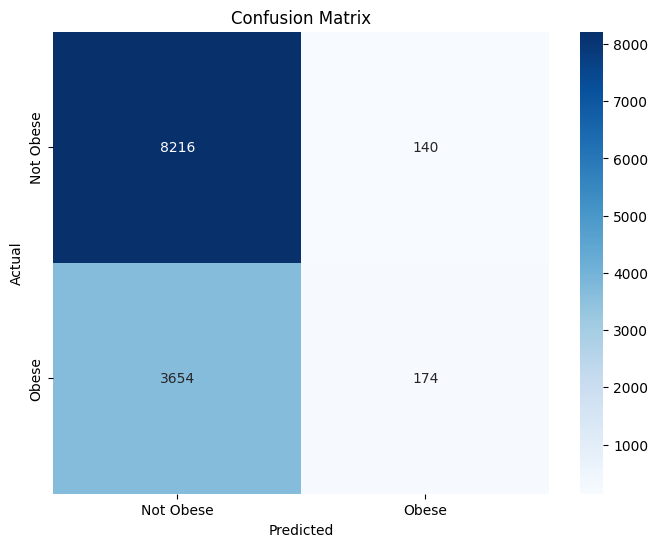 Confusion Matrix
Actual
Not Obese
8216
140
Obese
3654
174
Not Obese
Obese
Predicted
8000
7000
6000
5000
4000
3000
2000
1000